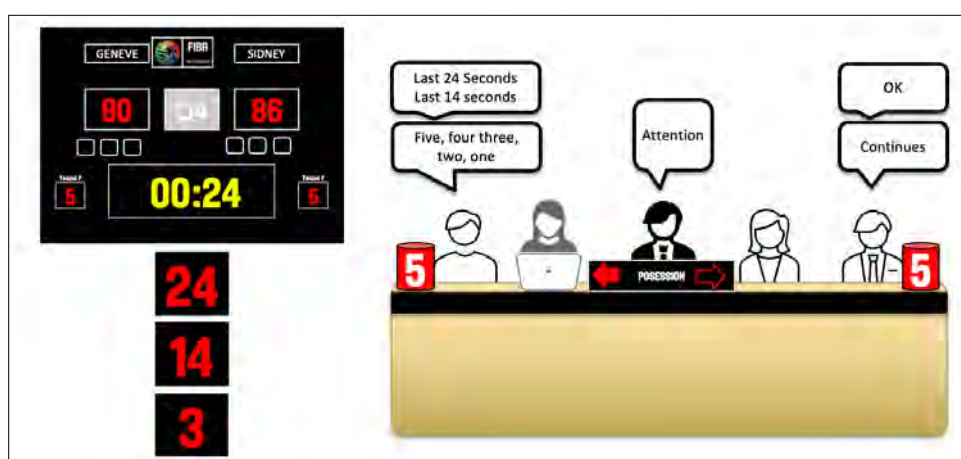 GENEVE
FIBA
SIDNEY
90
86
5
00:24
5
24
14
3
Last 24 Seconds
Last 14 seconds
Five, four three,
two, one
Attention
OK
Continues
5
POSESSION
5